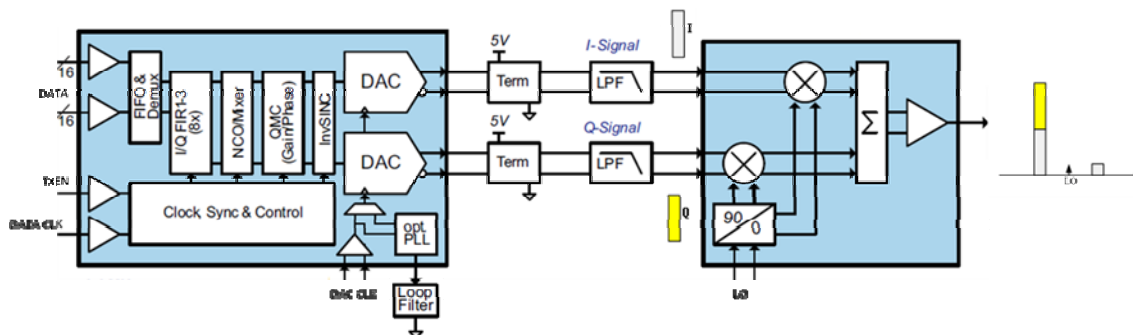 16
DATA
16
TXEN
DATA CLK
FIFO &
Demux
I/Q FIR1-3
(8x)
NCO/Mixer
QMC
(Gain/Phase)
InvSINC
DAC
DAC
Clock, Sync & Control
opt.
PLL
DAC CLK
Loop
Filter
5V
Term
I-Signal
LPF
5V
Term
Q-Signal
LPF
I
Q
90
0
Σ
LO
LO